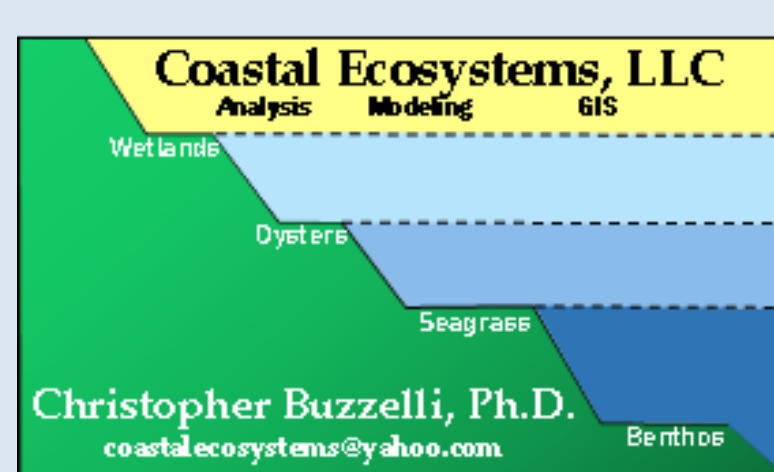 Coastal Ecosystems, LLC
Analysis Modeling GIS
Wetlands
Oysters
Seagrass
Christopher Buzzelli, Ph.D.
Benthos
coastalecosystems@yahoo.com